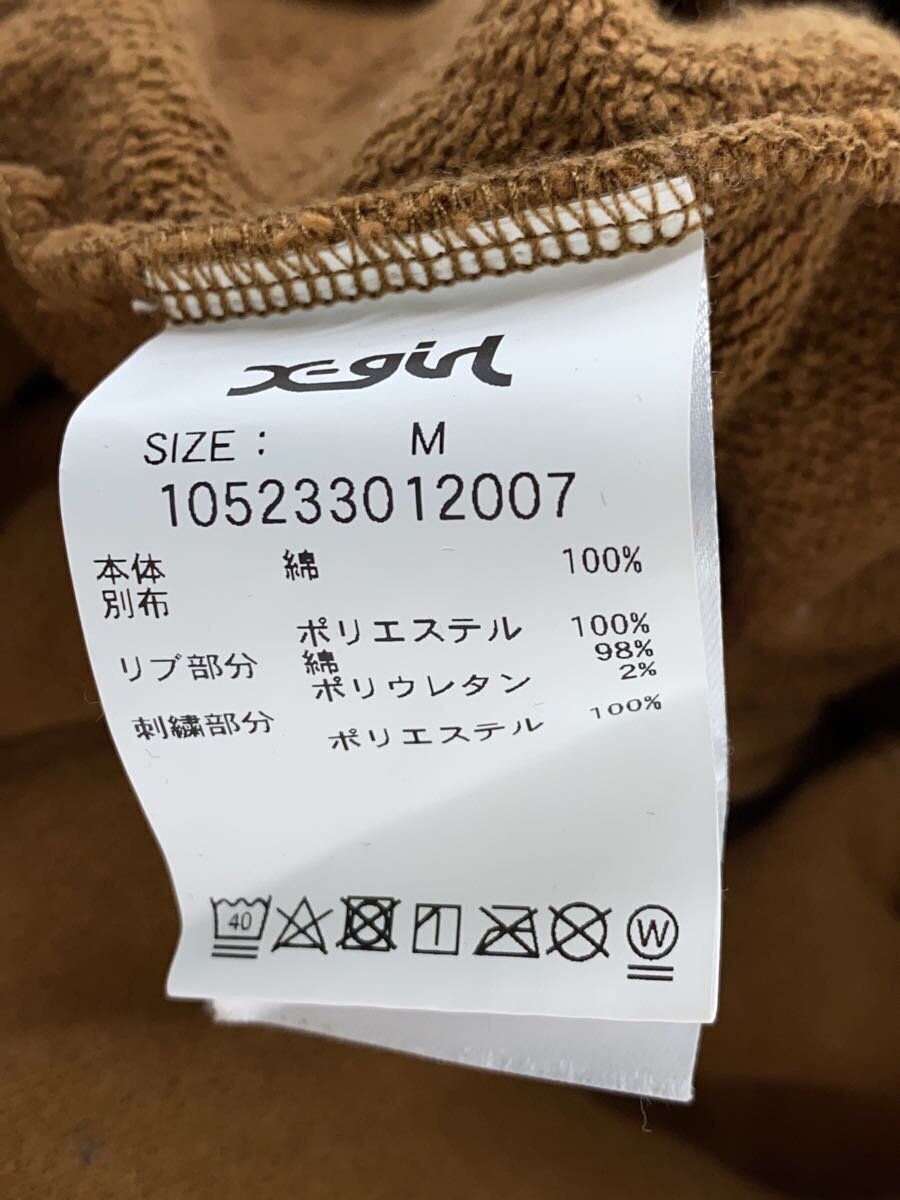 X-girl
SIZE : M
105233012007
本体 綿 100%
別布
ポリエステル 100%
リブ部分 綿 98%
ポリウレタン 2%
刺繍部分
ポリエステル 100%
40
W